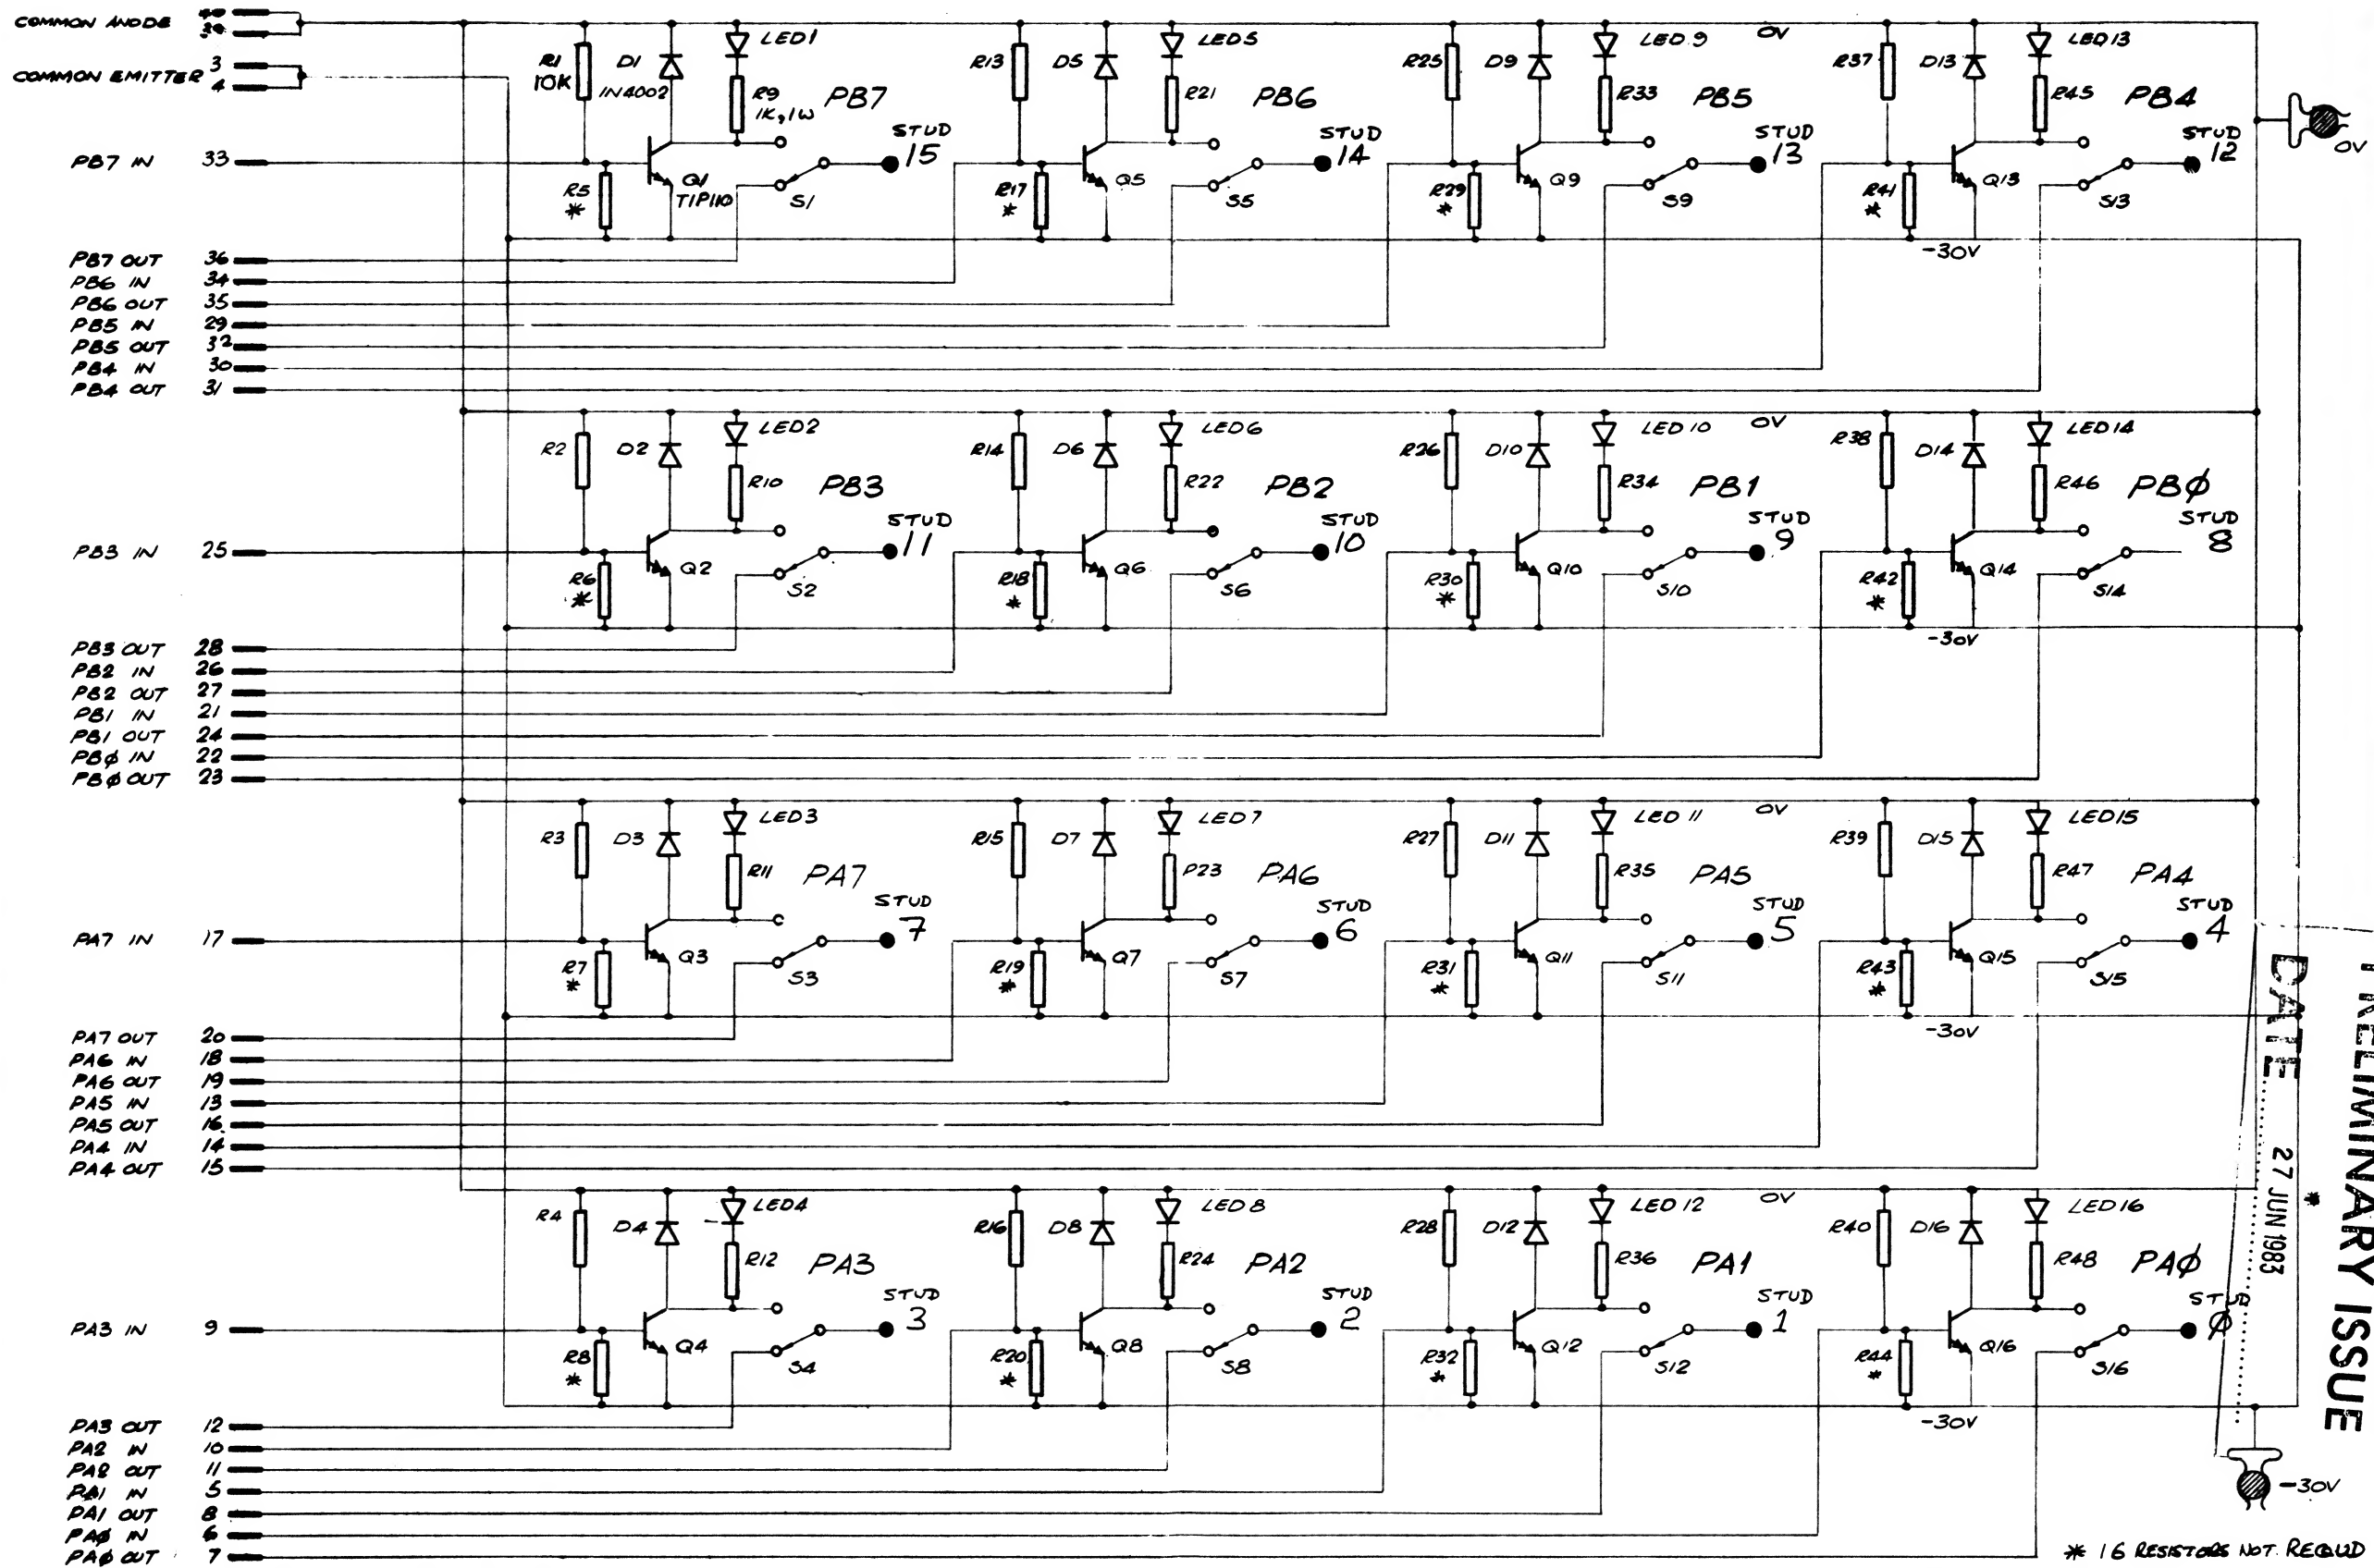 COMMON ANODE 40
39
COMMON EMITTER 3
4
R1 10K
D1 IN4002
LED1
R9 1K, 1W
PB7
STUD 15
R13
D5
LED5
R21
PB6
STUD 14
R25
D9
LED 9
0V
R33
PB5
STUD 13
R37
D13
LED13
R45
PB4
STUD 12
0V
PB7 IN 33
R5 *
Q1 TIP110
S1
R17 *
Q5
S5
R29 *
Q9
S9
R41 *
Q13
S13
-30V
PB7 OUT 36
PB6 IN 34
PB6 OUT 35
PB5 IN 29
PB5 OUT 32
PB4 IN 30
PB4 OUT 31
R2
D2
LED2
R10
PB3
STUD 11
R14
D6
LED6
R22
PB2
STUD 10
R26
D10
LED 10
0V
R34
PB1
STUD 9
R38
D14
LED14
R46
PBØ
STUD 8
PB3 IN 25
R6 *
Q2
S2
R18 *
Q6
S6
R30 *
Q10
S10
R42 *
Q14
S14
-30V
PB3 OUT 28
PB2 IN 26
PB2 OUT 27
PB1 IN 21
PB1 OUT 24
PBØ IN 22
PBØ OUT 23
R3
D3
LED3
R11
PA7
STUD 7
R15
D7
LED7
R23
PA6
STUD 6
R27
D11
LED 11
0V
R35
PA5
STUD 5
R39
D15
LED15
R47
PA4
STUD 4
PA7 IN 17
R7 *
Q3
S3
R19 *
Q7
S7
R31 *
Q11
S11
R43 *
Q15
S15
-30V
PA7 OUT 20
PA6 IN 18
PA6 OUT 19
PA5 IN 13
PA5 OUT 16
PA4 IN 14
PA4 OUT 15
R4
D4
LED4
R12
PA3
STUD 3
R16
D8
LED8
R24
PA2
STUD 2
R28
D12
LED 12
0V
R36
PA1
STUD 1
R40
D16
LED16
R48
PAØ
STUD Ø
PA3 IN 9
R8 *
Q4
S4
R20 *
Q8
S8
R32 *
Q12
S12
R44 *
Q16
S16
-30V
PA3 OUT 12
PA2 IN 10
PA2 OUT 11
PA1 IN 5
PA1 OUT 8
PAØ IN 6
PAØ OUT 7
PRELIMINARY ISSUE
*
DATE 27 JUN 1983
-30V
* 16 RESISTORS NOT REQUD